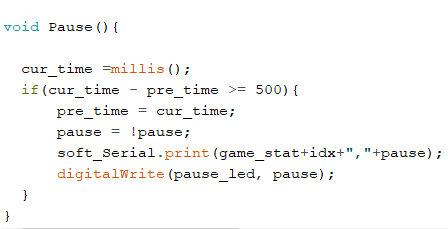 void Pause(){
cur_time =millis();
if(cur_time - pre_time >= 500){
pre_time = cur_time;
pause = !pause;
soft_Serial.print(game_stat+idx+","+pause);
digitalWrite(pause_led, pause);
}
}